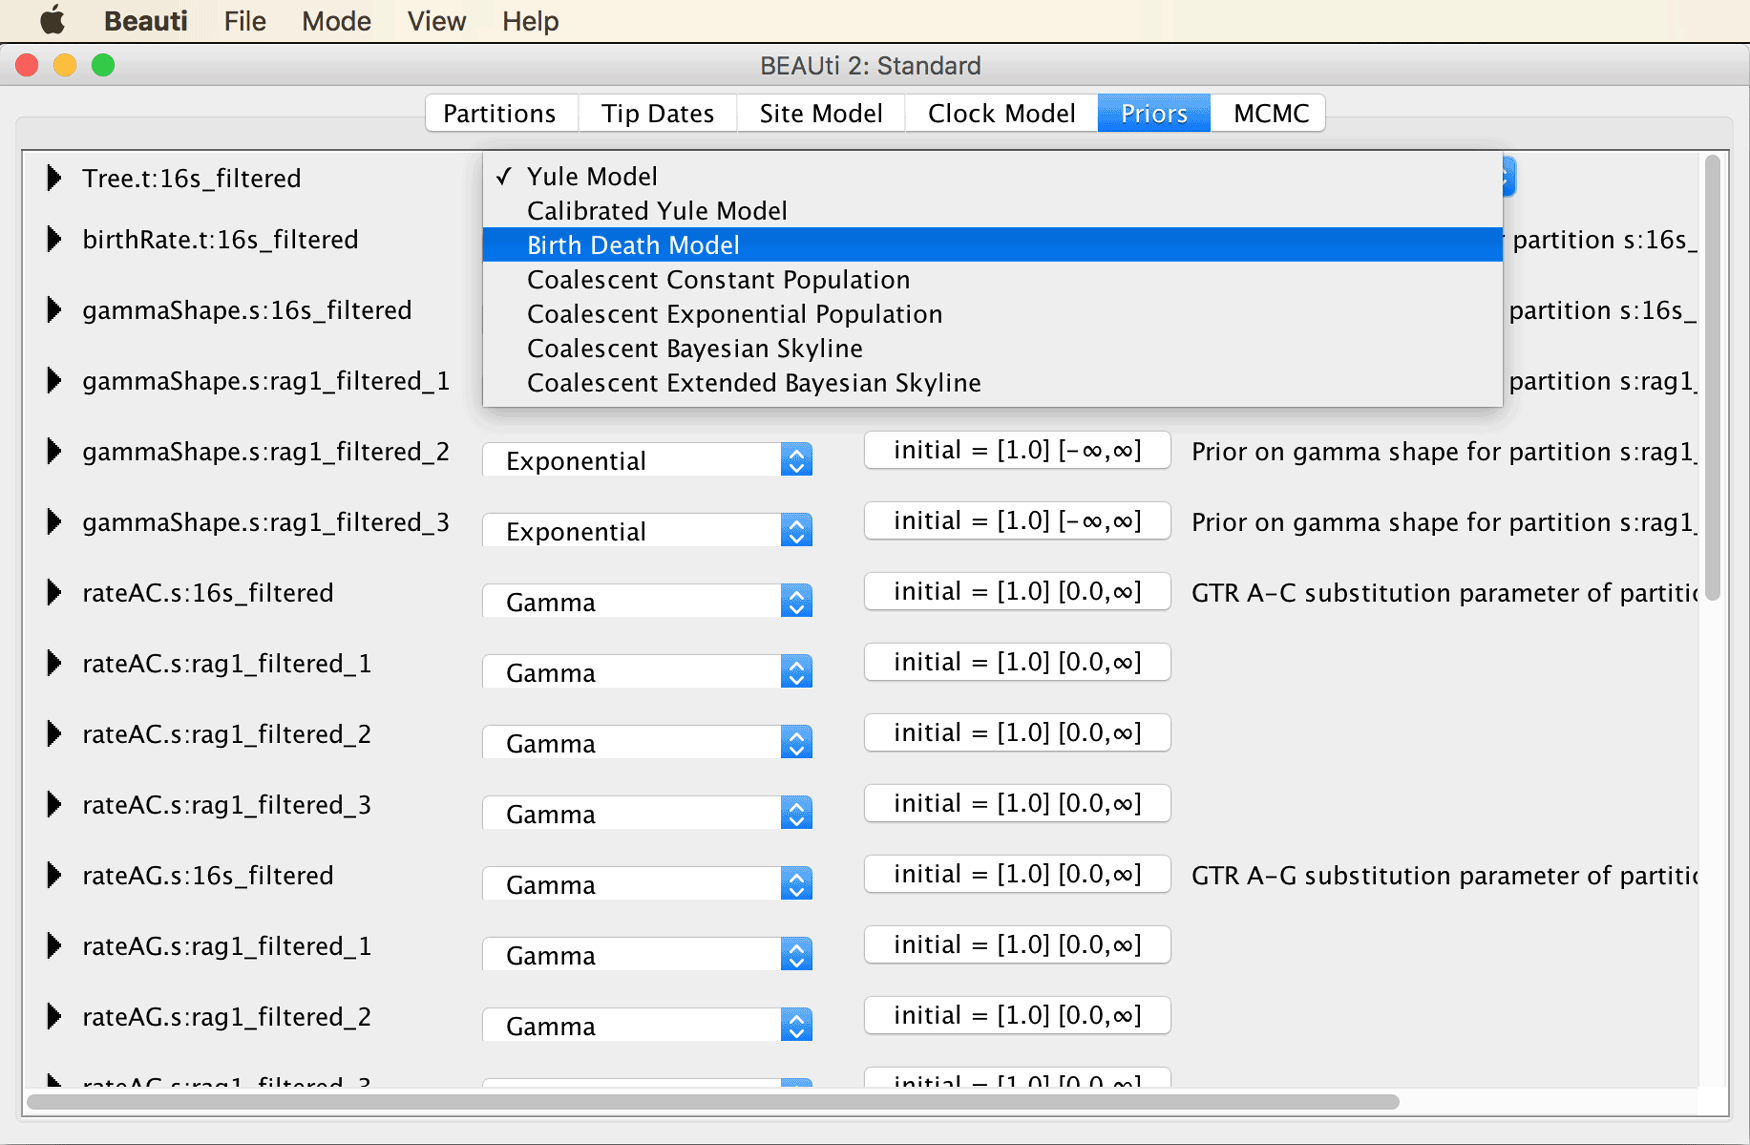 Beauti File Mode View Help
BEAUti 2: Standard
Partitions Tip Dates Site Model Clock Model Priors MCMC
Tree.t:16s_filtered
✓ Yule Model
Calibrated Yule Model
birthRate.t:16s_filtered Birth Death Model partition s:16s_
Coalescent Constant Population
gammaShape.s:16s_filtered Coalescent Exponential Population partition s:16s_
Coalescent Bayesian Skyline
gammaShape.s:rag1_filtered_1 Coalescent Extended Bayesian Skyline partition s:rag1_
gammaShape.s:rag1_filtered_2 Exponential initial = [1.0] [-∞,∞] Prior on gamma shape for partition s:rag1_
gammaShape.s:rag1_filtered_3 Exponential initial = [1.0] [-∞,∞] Prior on gamma shape for partition s:rag1_
rateAC.s:16s_filtered Gamma initial = [1.0] [0.0,∞] GTR A-C substitution parameter of partitic
rateAC.s:rag1_filtered_1 Gamma initial = [1.0] [0.0,∞]
rateAC.s:rag1_filtered_2 Gamma initial = [1.0] [0.0,∞]
rateAC.s:rag1_filtered_3 Gamma initial = [1.0] [0.0,∞]
rateAG.s:16s_filtered Gamma initial = [1.0] [0.0,∞] GTR A-G substitution parameter of partitic
rateAG.s:rag1_filtered_1 Gamma initial = [1.0] [0.0,∞]
rateAG.s:rag1_filtered_2 Gamma initial = [1.0] [0.0,∞]
rateAG.s:rag1_filtered_3 initial = [1.0] [0.0,∞]